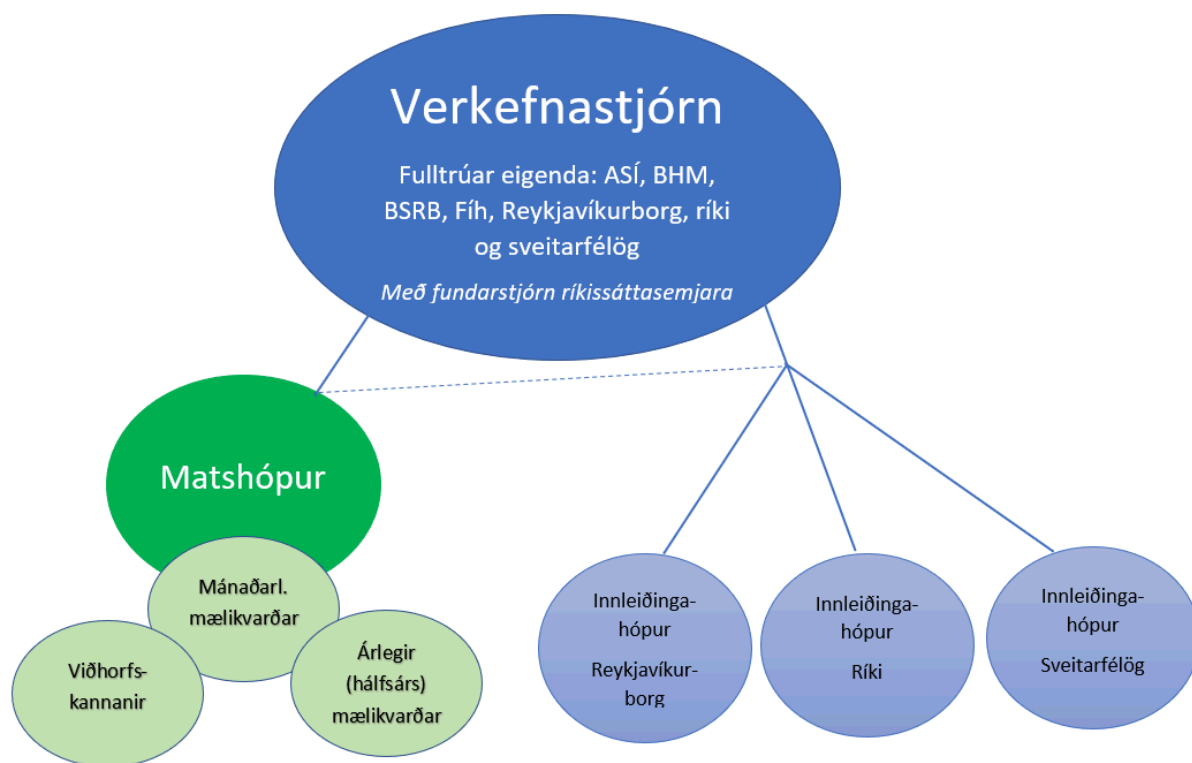 Verkefnastjórn
Fulltrúar eigenda: ASÍ, BHM,
BSRB, Fíh, Reykjavíkurborg, ríki
og sveitarfélög
Með fundarstjórn ríkissáttasemjara
Matshópur
Mánaðarl.
mælikvarðar
Viðhorfs-
kannanir
Árlegir
(hálfsárs)
mælikvarðar
Innleiðinga-
hópur
Reykjavíkur-
borg
Innleiðinga-
hópur
Ríki
Innleiðinga-
hópur
Sveitarfélög